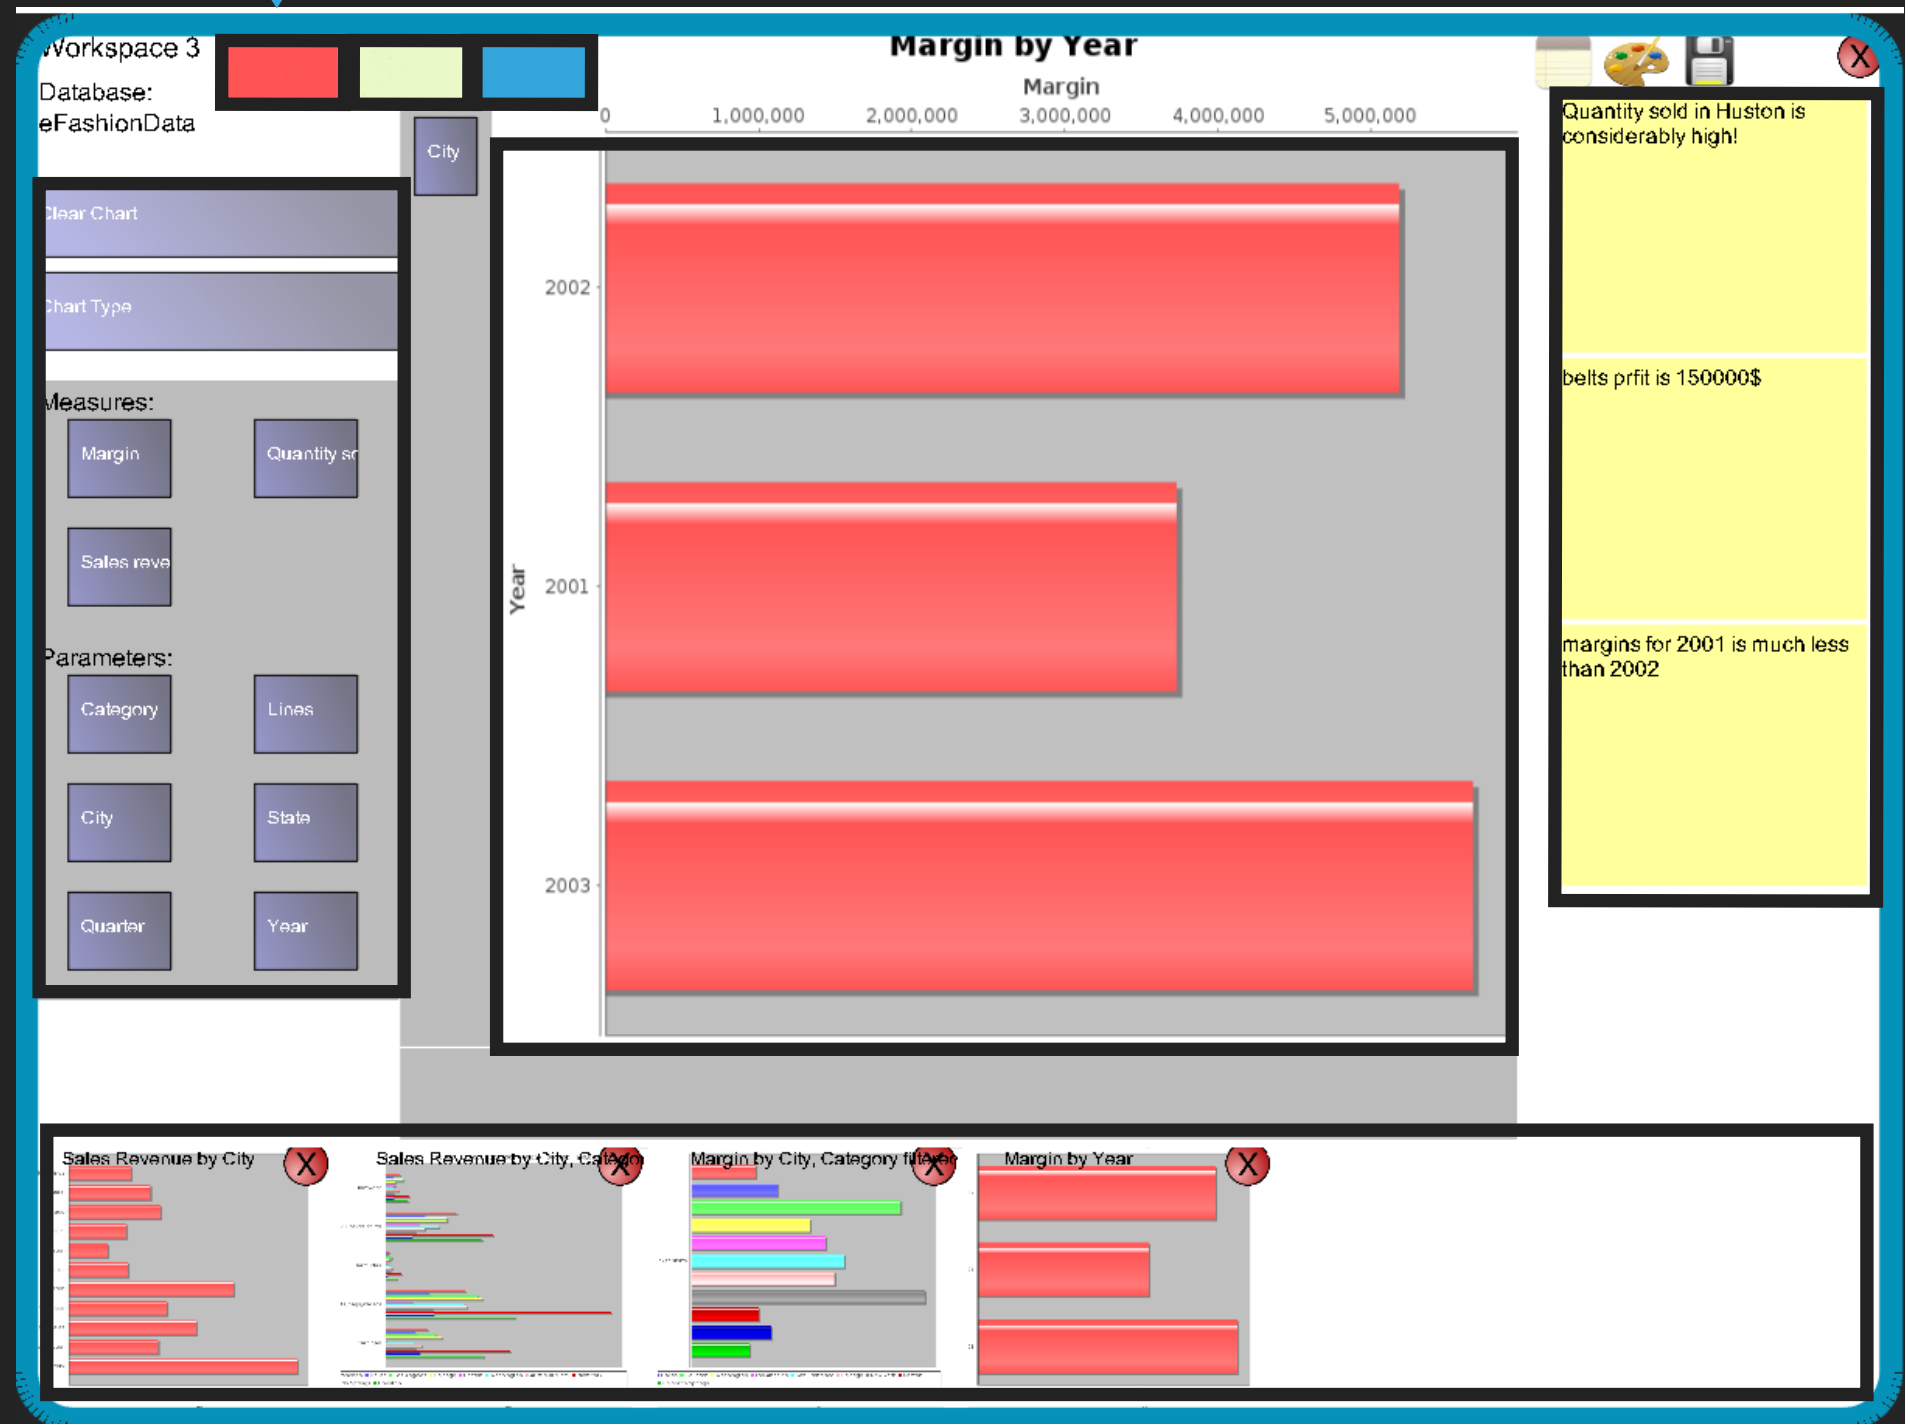 Workspace 3
Database:
eFashionData
Clear Chart
Chart Type
Measures:
Margin
Quantity so
Sales reve
Parameters:
Category
Lines
City
State
Quarter
Year
City
Margin by Year
Margin
0 1,000,000 2,000,000 3,000,000 4,000,000 5,000,000
Year
2002
2001
2003
X
Quantity sold in Huston is
considerably high!
belts prfit is 150000$
margins for 2001 is much less
than 2002
Sales Revenue by City
X
Sales Revenue by City, Catego
X
Margin by City, Category filtered
X
Margin by Year
X